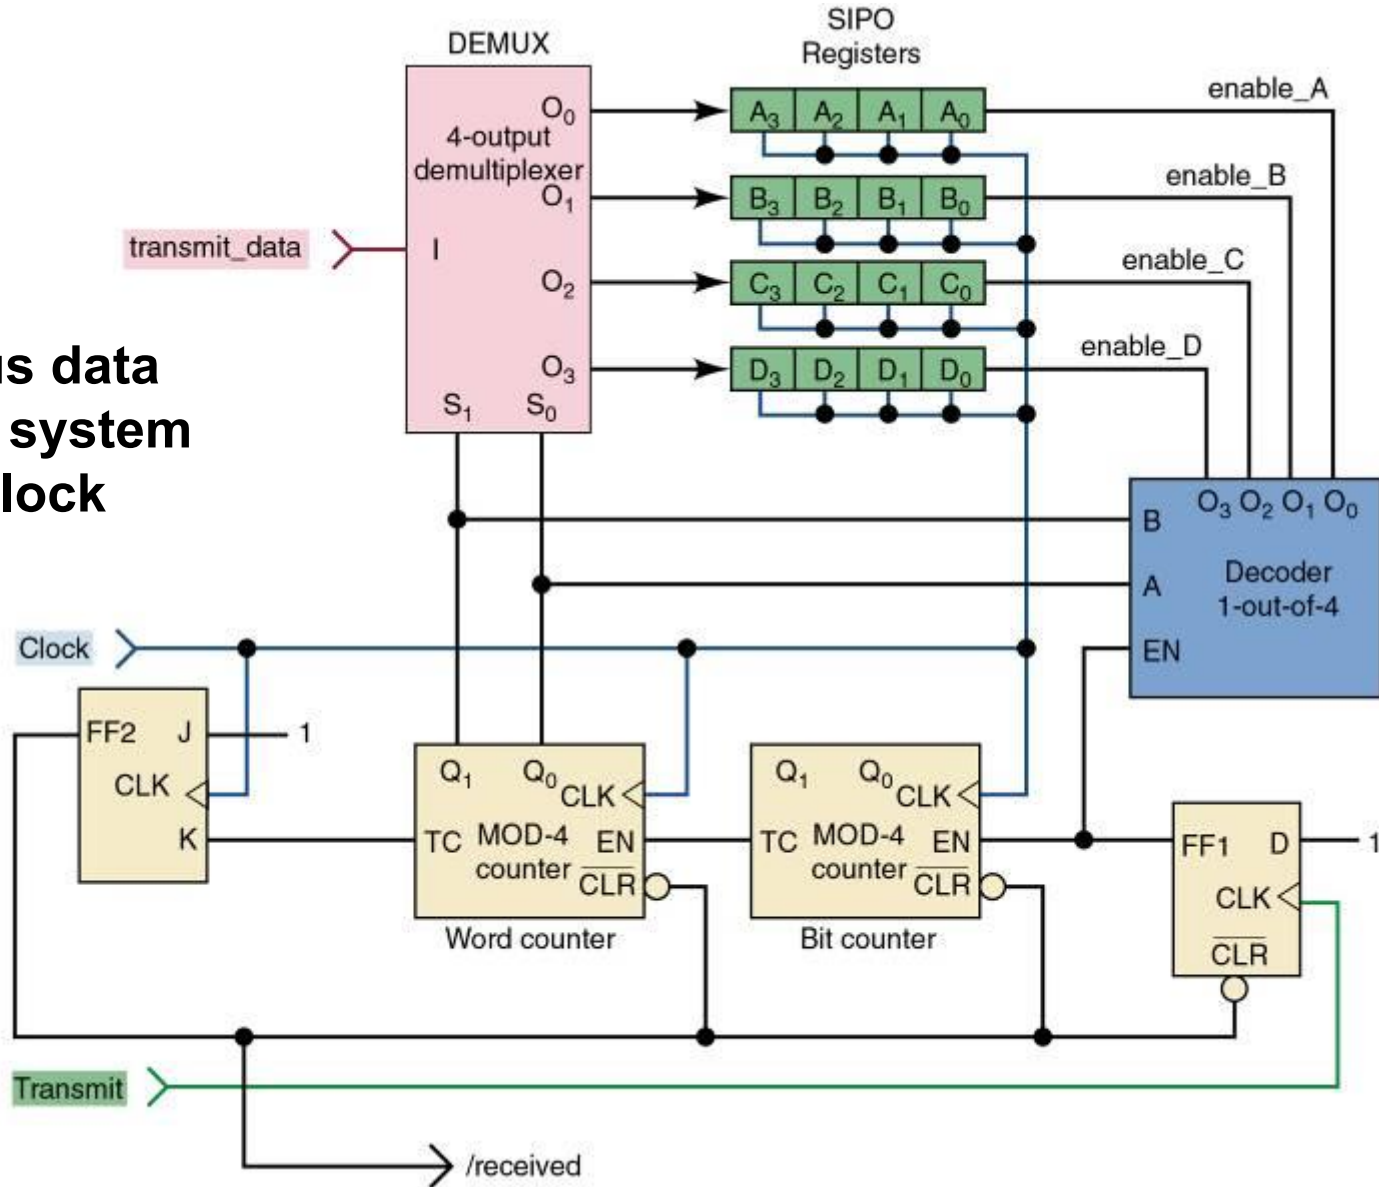 SIPO
Registers
DEMUX
4-output
demultiplexer
O0
O1
O2
O3
I
S1 S0
transmit_data
A3 A2 A1 A0
B3 B2 B1 B0
C3 C2 C1 C0
D3 D2 D1 D0
enable_A
enable_B
enable_C
enable_D
data
system
O3 O2 O1 O0
B
A
EN
Decoder
1-out-of-4
Clock
FF2 J 1
CLK
K
Q1 Q0
CLK
TC MOD-4 EN
counter CLR
Word counter
Q1 Q0
CLK
TC MOD-4 EN
counter CLR
Bit counter
FF1 D 1
CLK
CLR
Transmit
/received